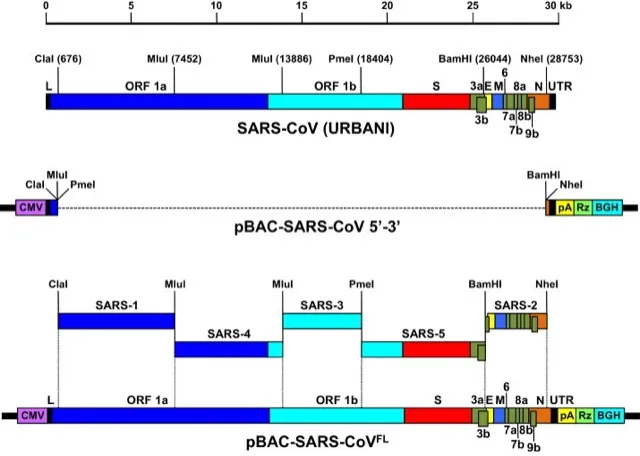 0 5 10 15 20 25 30 kb
ClaI (676) MluI (7452) MluI (13886) PmeI (18404) BamHI (26044) NheI (28753)
6
L ORF 1a ORF 1b S 3a E M 8a N UTR
3b 7a 8b
7b 9b
SARS-CoV (URBANI)
MluI BamHI
ClaI PmeI NheI
CMV pA Rz BGH
pBAC-SARS-CoV 5’-3’
ClaI MluI MluI PmeI BamHI NheI
SARS-1 SARS-3 SARS-2
SARS-4 SARS-5
6
L ORF 1a ORF 1b S 3a E M 8a N UTR
CMV pA Rz BGH
3b 7a 8b
7b 9b
pBAC-SARS-CoVFL